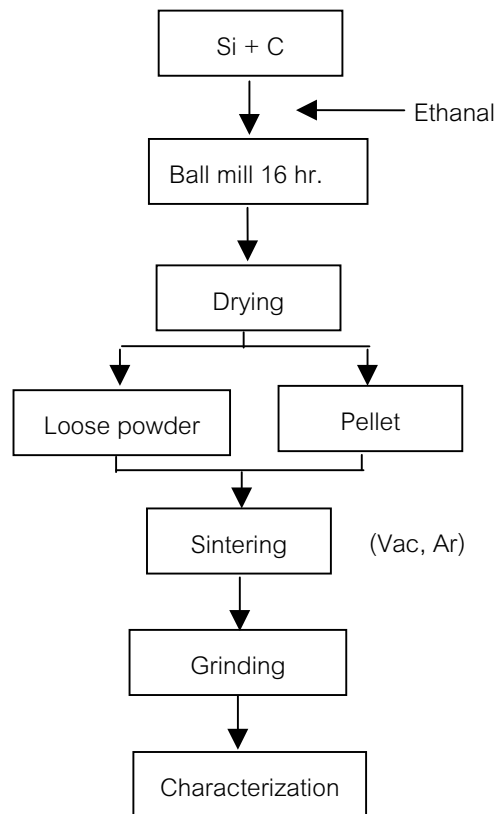 Si + C
Ethanal
Ball mill 16 hr.
Drying
Loose powder
Pellet
Sintering
(Vac, Ar)
Grinding
Characterization